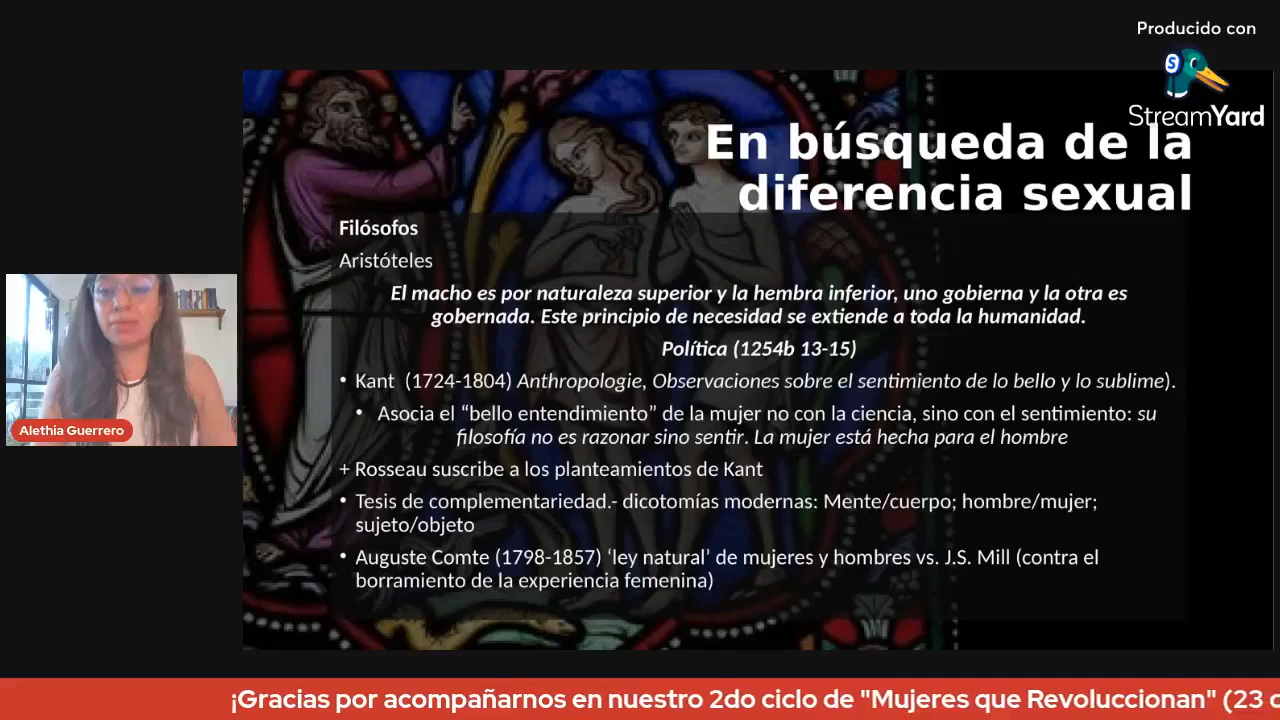 Producido con
StreamYard
En búsqueda de la
diferencia sexual
Filósofos
Aristóteles
El macho es por naturaleza superior y la hembra inferior, uno gobierna y la otra es
gobernada. Este principio de necesidad se extiende a toda la humanidad.
Política (1254b 13-15)
• Kant (1724-1804) Anthropologie, Observaciones sobre el sentimiento de lo bello y lo sublime).
• Asocia el “bello entendimiento” de la mujer no con la ciencia, sino con el sentimiento: su
filosofía no es razonar sino sentir. La mujer está hecha para el hombre
+ Rosseau suscribe a los planteamientos de Kant
• Tesis de complementariedad.- dicotomías modernas: Mente/cuerpo; hombre/mujer;
sujeto/objeto
• Auguste Comte (1798-1857) ‘ley natural’ de mujeres y hombres vs. J.S. Mill (contra el
borramiento de la experiencia femenina)
Alethia Guerrero
¡Gracias por acompañarnos en nuestro 2do ciclo de "Mujeres que Revoluccionan" (23 d